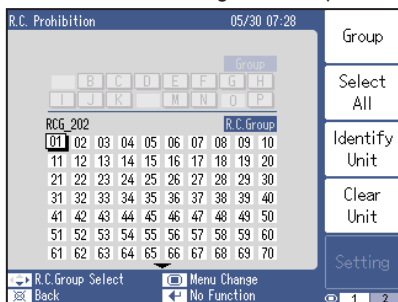 R.C. Prohibition 05/30 07:28
Group
Group
B C D E F G H
I J K M N O P
Select
All
RCG_202 R.C.Group
01 02 03 04 05 06 07 08 09 10
11 12 13 14 15 16 17 18 19 20
21 22 23 24 25 26 27 28 29 30
31 32 33 34 35 36 37 38 39 40
41 42 43 44 45 46 47 48 49 50
51 52 53 54 55 56 57 58 59 60
61 62 63 64 65 66 67 68 69 70
Identify
Unit
Clear
Unit
Setting
R.C.Group Select Menu Change
Back No Function
1 2